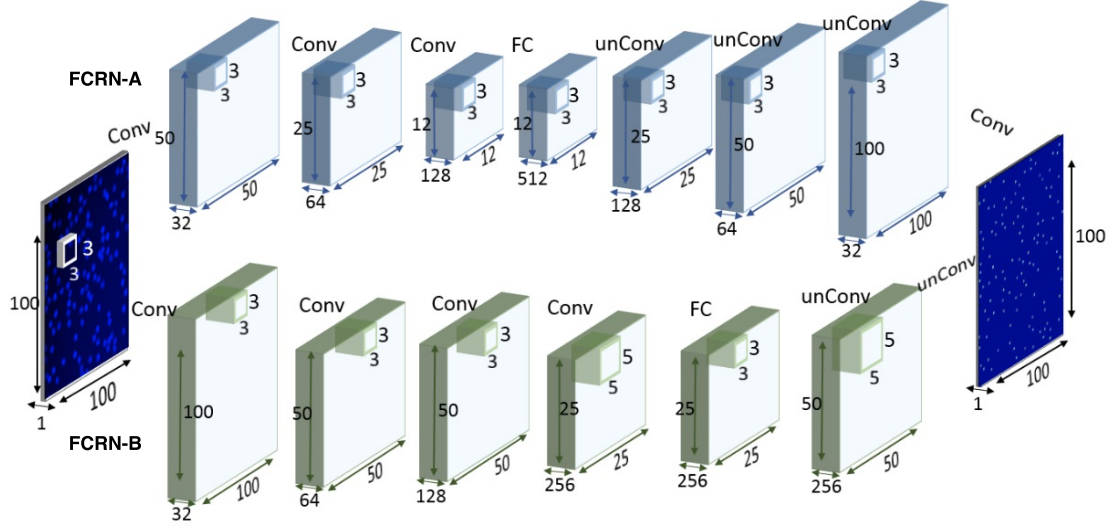 unConv
Conv Conv FC unConv unConv
FCRN-A
3 3 3 3 3 3 3
3 3 3 3 3 3 3
Conv 50 25 12 12 25 50 100 Conv
50 25 12 12 25 50 100
32 64 128 512 128 64 32
3
3
100
100
1
100
100
1
Conv Conv Conv Conv FC unConv unConv
3 3 3 5 3 5
3 3 3 5 3 5
100 50 50 25 25 50
FCRN-B
100 50 50 25 25 50
32 64 128 256 256 256